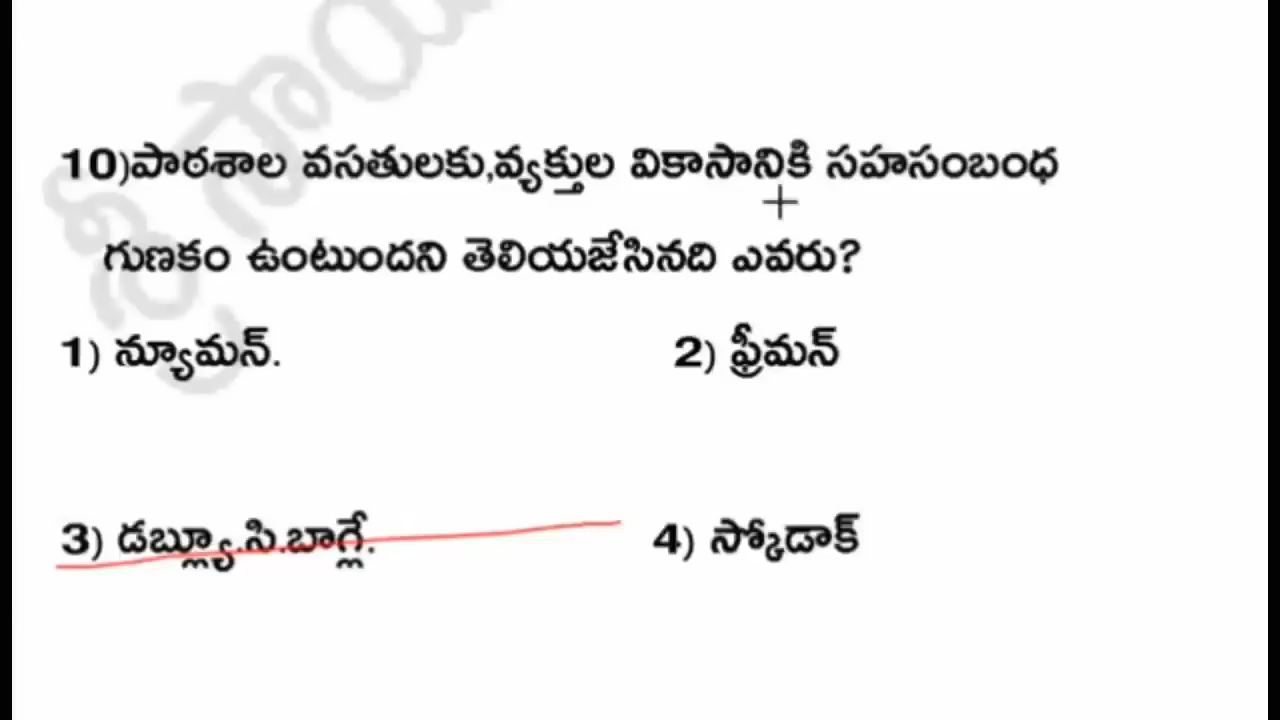 శ్రీ సాయి
10)పాఠశాల వసతులకు,వ్యక్తుల వికాసానికి సహసంబంధ
గుణకం ఉంటుందని తెలియజేసినది ఎవరు?
1) న్యూమన్.
2) ఫ్రీమన్
3) డబ్ల్యూ.సి.బాగ్లే.
4) స్కోడాక్